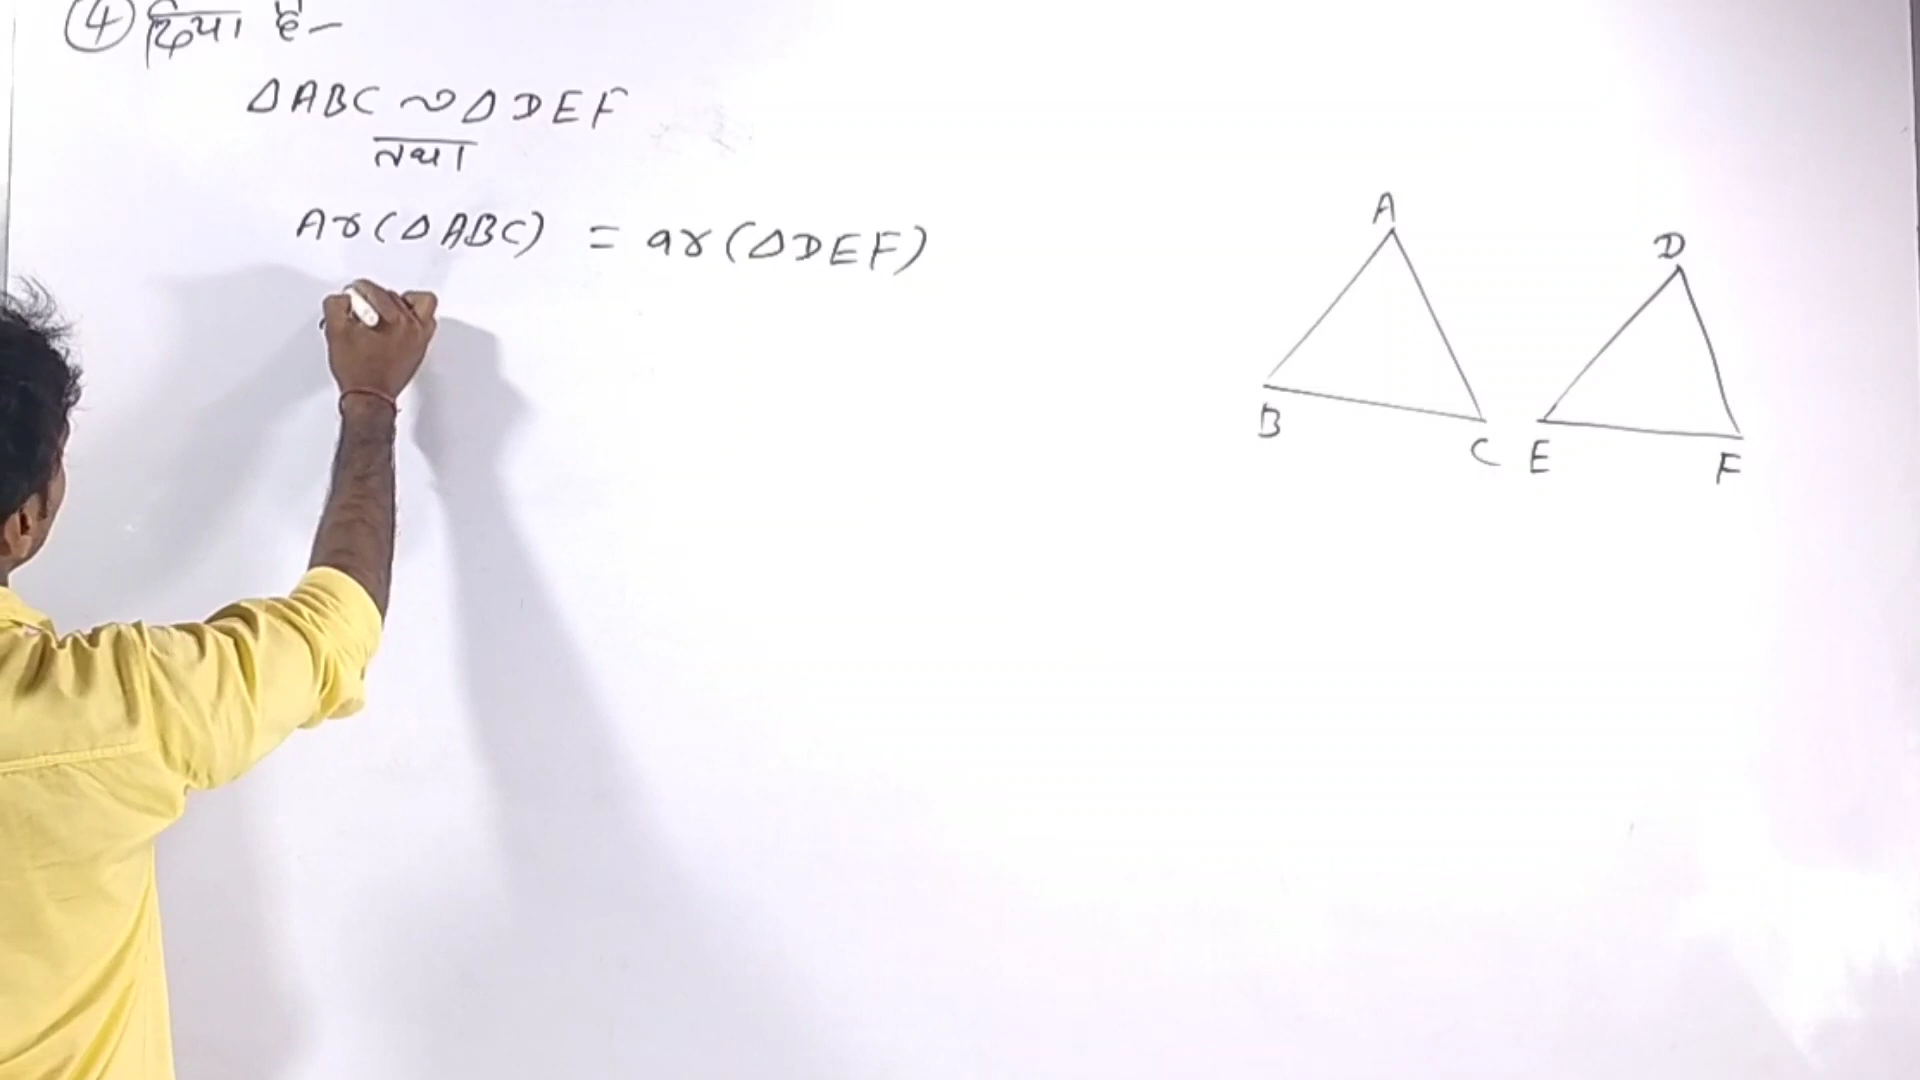 ④ दिया है-
△ABC ~ △DEF
तथा
Ar(△ABC) = ar(△DEF)
A
D
B
C E
F